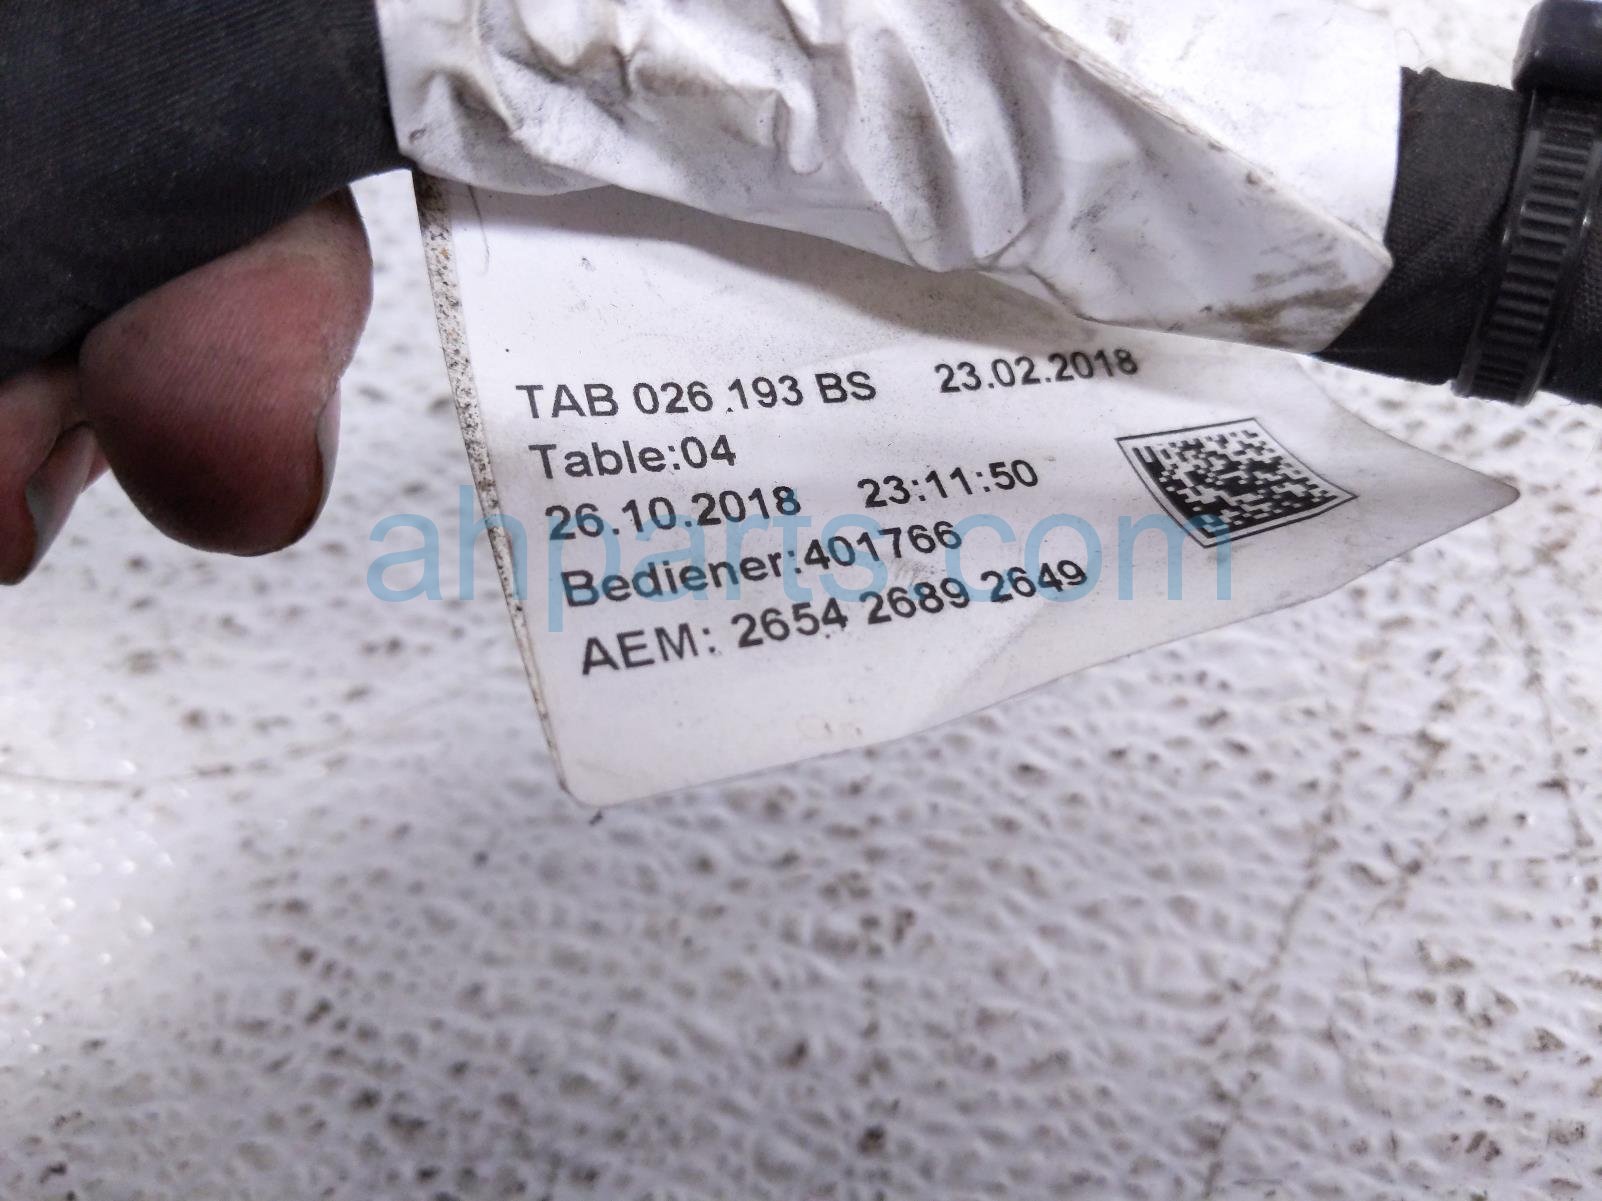 TAB 026.193 BS 23.02.2018
Table:04
26.10.2018 23:11:50
Bediener:401766
AEM: 2654 2689 2649
ahparts.com